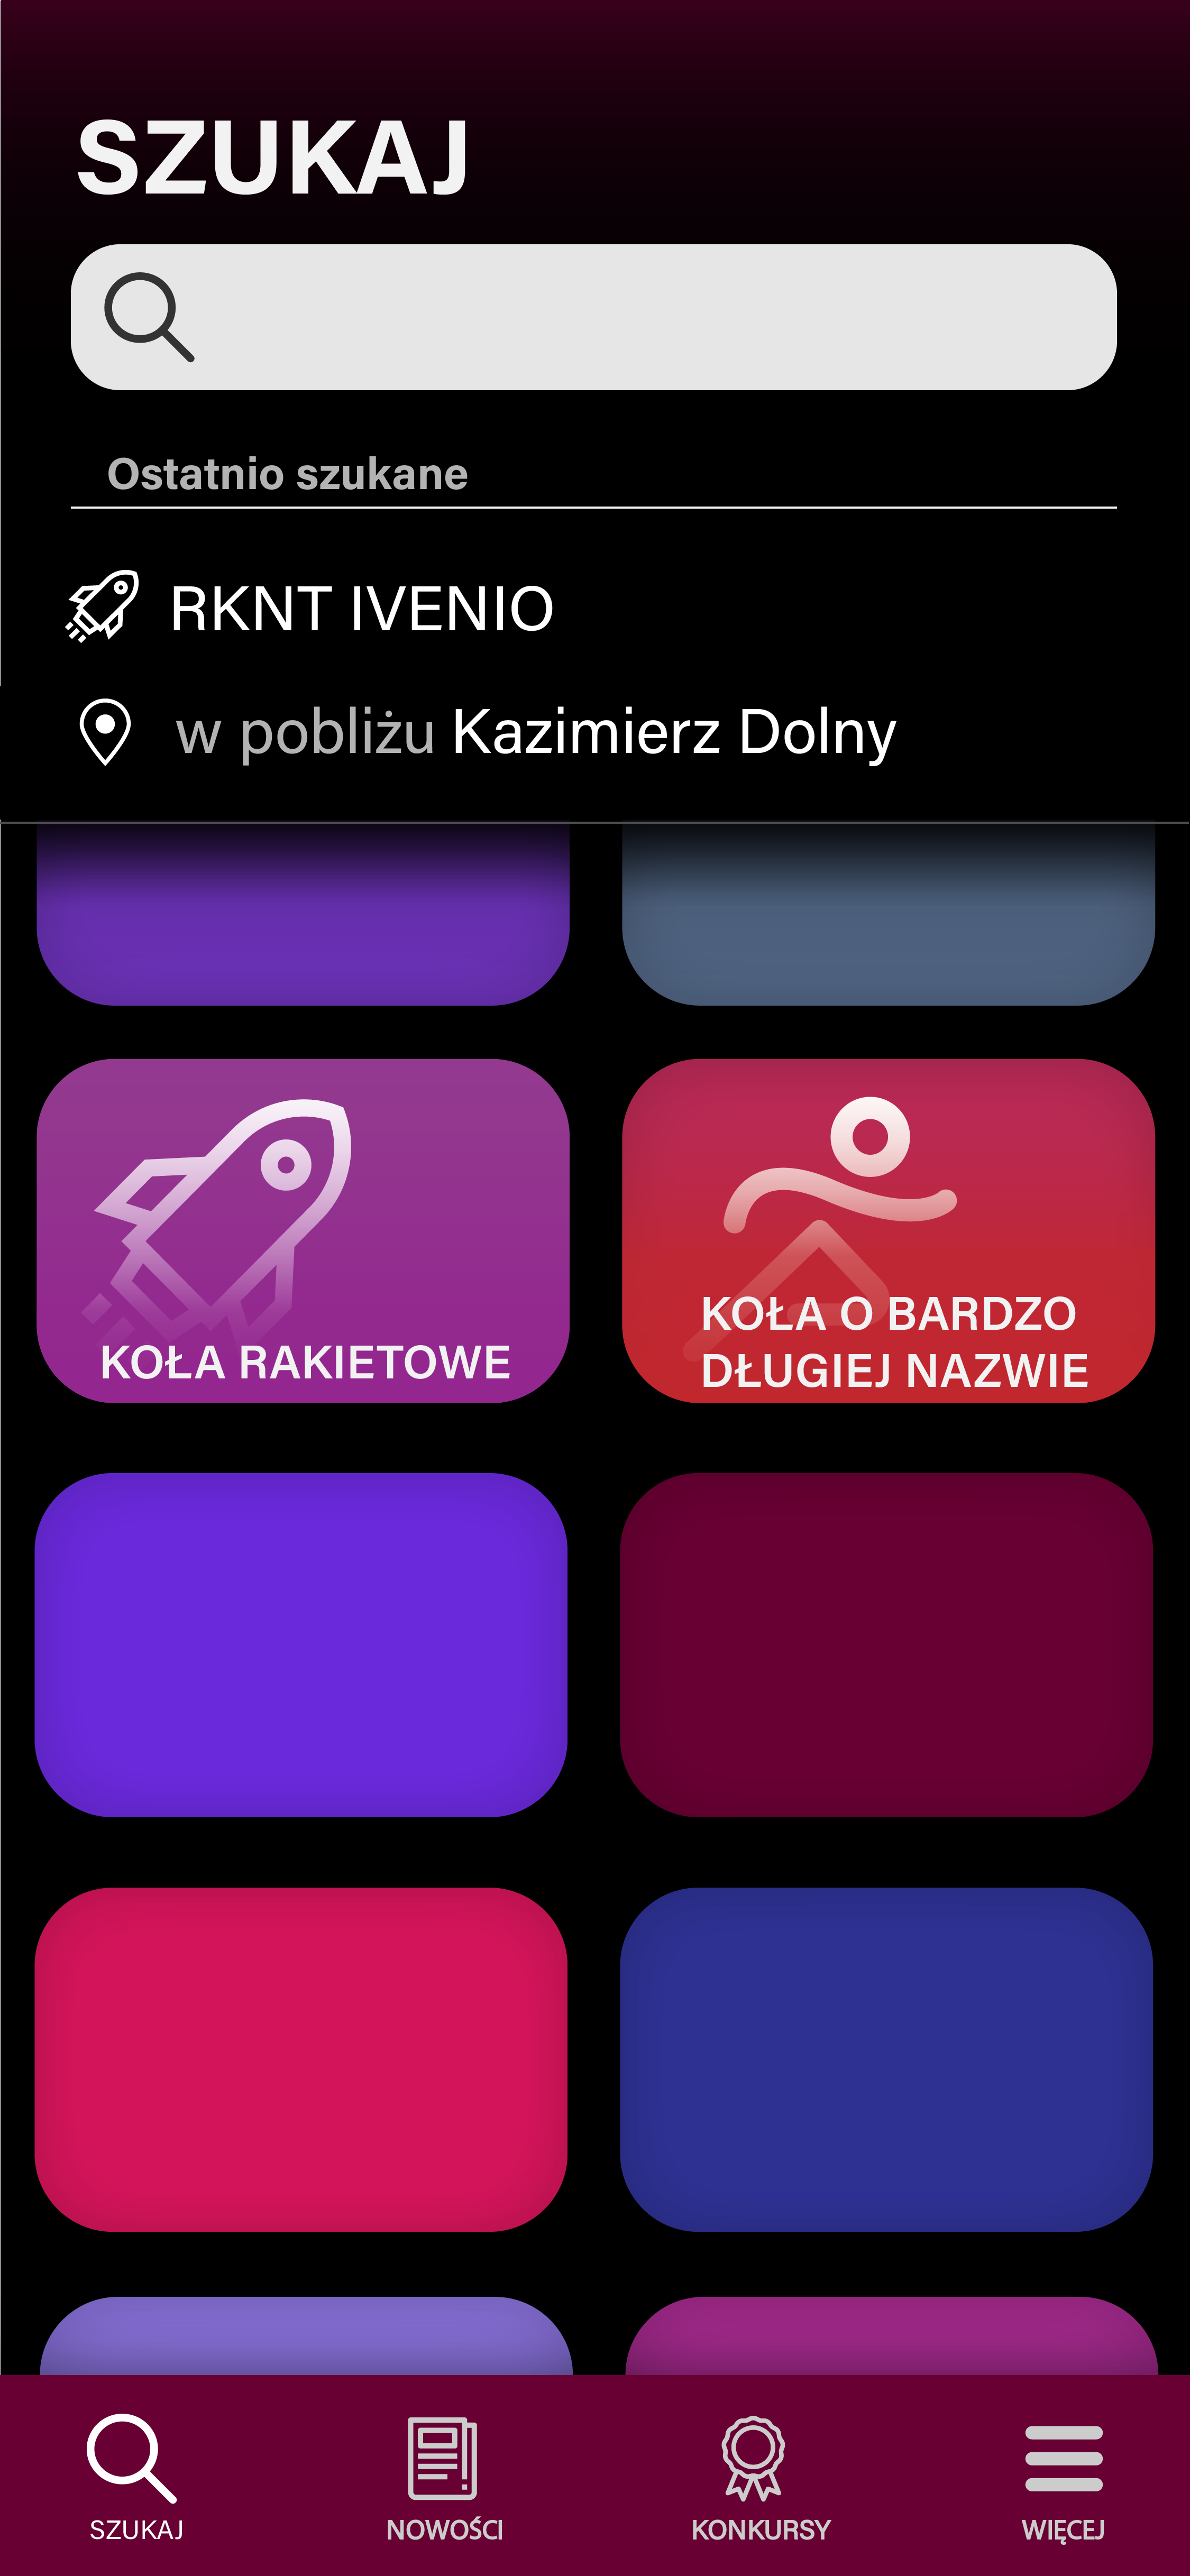 SZUKAJ
Ostatnio szukane
RKNT IVENIO
w pobliżu Kazimierz Dolny
KOŁA RAKIETOWE
KOŁA O BARDZO
DŁUGIEJ NAZWIE
SZUKAJ
NOWOŚCI
KONKURSY
WIĘCEJ